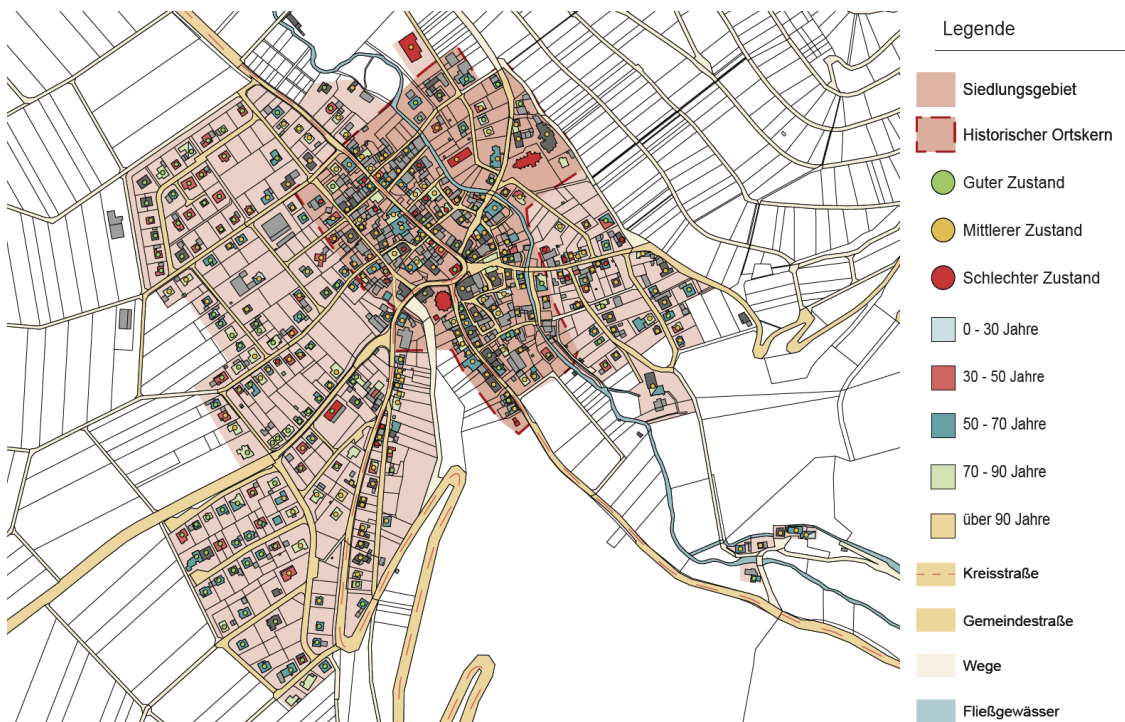 Legende
Siedlungsgebiet
Historischer Ortskern
Guter Zustand
Mittlerer Zustand
Schlechter Zustand
0 - 30 Jahre
30 - 50 Jahre
50 - 70 Jahre
70 - 90 Jahre
über 90 Jahre
Kreisstraße
Gemeindestraße
Wege
Fließgewässer